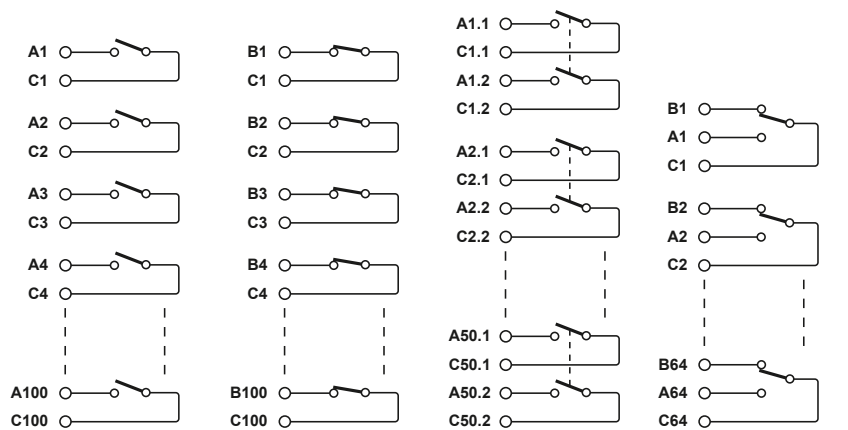 A1
C1
A2
C2
A3
C3
A4
C4
A100
C100
B1
C1
B2
C2
B3
C3
B4
C4
B100
C100
A1.1
C1.1
A1.2
C1.2
A2.1
C2.1
A2.2
C2.2
A50.1
C50.1
A50.2
C50.2
B1
A1
C1
B2
A2
C2
B64
A64
C64